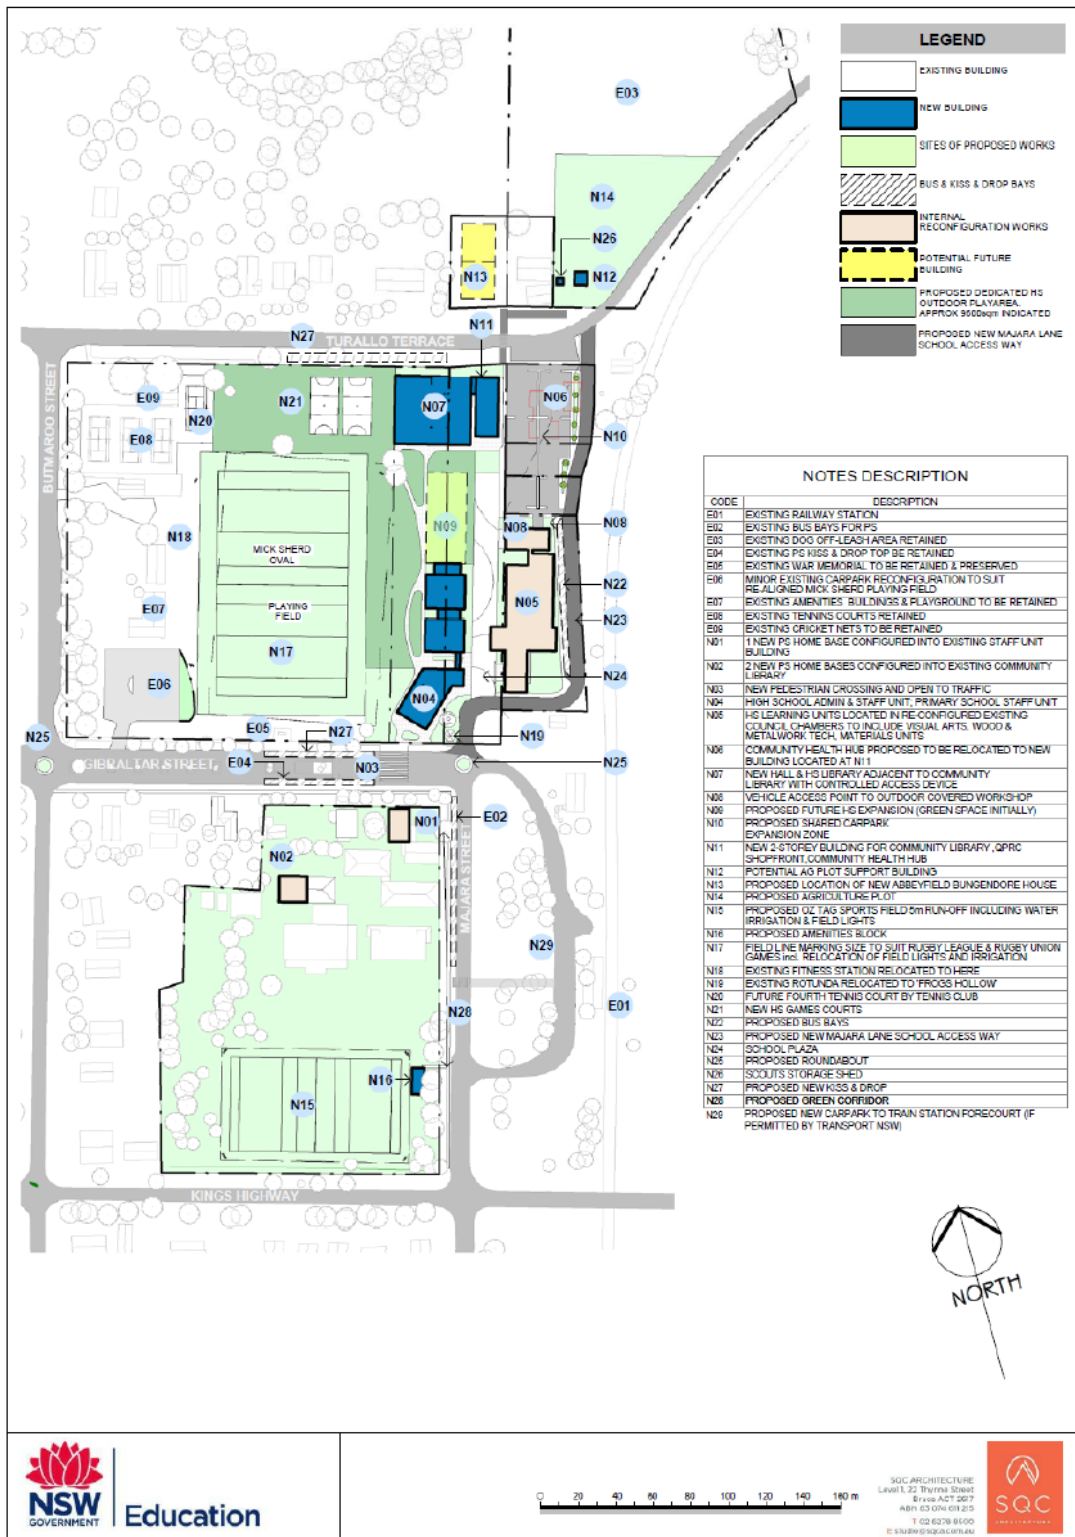 LEGEND
EXISTING BUILDING
NEW BUILDING
SITES OF PROPOSED WORKS
BUS & KISS & DROP BAYS
INTERNAL
RECONFIGURATION WORKS
POTENTIAL FUTURE
BUILDING
PROPOSED DEDICATED HS
OUTDOOR PLAYAREA.
APPROX 9500sqm INDICATED
PROPOSED NEW MAJARA LANE
SCHOOL ACCESS WAY
E03
N14
N26
N13
N12
N11
N27
TURALLO TERRACE
BUTMAROO STREET
E09
N20
E08
N21
N07
N06
N10
N18
MICK SHERD
OVAL
N09
N08
N08
N22
E07
PLAYING
FIELD
N05
N23
N17
E06
N04
N24
N25
E05
N27
N19
GIBRALTAR STREET
E04
N03
N25
N01
E02
N02
MAJARA STREET
N29
N28
E01
N16
N15
KINGS HIGHWAY
NOTES DESCRIPTION
CODE DESCRIPTION
E01 EXISTING RAILWAY STATION
E02 EXISTING BUS BAYS FOR PS
E03 EXISTING DOG OFF-LEASH AREA RETAINED
E04 EXISTING PS KISS & DROP TOP BE RETAINED
E05 EXISTING WAR MEMORIAL TO BE RETAINED & PRESERVED
E06 MINOR EXISTING CARPARK RECONFIGURATION TO SUIT
RE-ALIGNED MICK SHERD PLAYING FIELD
E07 EXISTING AMENITIES BUILDINGS & PLAYGROUND TO BE RETAINED
E08 EXISTING TENNINS COURTS RETAINED
E09 EXISTING CRICKET NETS TO BE RETAINED
N01 1 NEW PS HOME BASE CONFIGURED INTO EXISTING STAFF UNIT
BUILDING
N02 2 NEW PS HOME BASES CONFIGURED INTO EXISTING COMMUNITY
LIBRARY
N03 NEW PEDESTRIAN CROSSING AND OPEN TO TRAFFIC
N04 HIGH SCHOOL ADMIN & STAFF UNIT, PRIMARY SCHOOL STAFF UNIT
N05 HS LEARNING UNITS LOCATED IN RE-CONFIGURED EXISTING
COUNCIL CHAMBERS TO INCLUDE VISUAL ARTS, WOOD &
METALWORK TECH, MATERIALS UNITS
N06 COMMUNITY HEALTH HUB PROPOSED TO BE RELOCATED TO NEW
BUILDING LOCATED AT N11
N07 NEW HALL & HS LIBRARY ADJACENT TO COMMUNITY
LIBRARY WITH CONTROLLED ACCESS DEVICE
N08 VEHICLE ACCESS POINT TO OUTDOOR COVERED WORKSHOP
N09 PROPOSED FUTURE HS EXPANSION (GREEN SPACE INITIALLY)
N10 PROPOSED SHARED CARPARK
EXPANSION ZONE
N11 NEW 2-STOREY BUILDING FOR COMMUNITY LIBRARY, QPRC
SHOPFRONT,COMMUNITY HEALTH HUB
N12 POTENTIAL AG PLOT SUPPORT BUILDING
N13 PROPOSED LOCATION OF NEW ABBEYFIELD BUNGENDORE HOUSE
N14 PROPOSED AGRICULTURE PLOT
N15 PROPOSED OZ TAG SPORTS FIELD 5m RUN-OFF INCLUDING WATER
IRRIGATION & FIELD LIGHTS
N16 PROPOSED AMENITIES BLOCK
N17 FIELD LINE MARKING SIZE TO SUIT RUGBY LEAGUE & RUGBY UNION
GAMES incl. RELOCATION OF FIELD LIGHTS AND IRRIGATION
N18 EXISTING FITNESS STATION RELOCATED TO HERE
N19 EXISTING ROTUNDA RELOCATED TO 'FROGS HOLLOW'
N20 FUTURE FOURTH TENNIS COURT BY TENNIS CLUB
N21 NEW HS GAMES COURTS
N22 PROPOSED BUS BAYS
N23 PROPOSED NEW MAJARA LANE SCHOOL ACCESS WAY
N24 SCHOOL PLAZA
N25 PROPOSED ROUNDABOUT
N26 SCOUTS STORAGE SHED
N27 PROPOSED NEW KISS & DROP
N28 PROPOSED GREEN CORRIDOR
N29 PROPOSED NEW CARPARK TO TRAIN STATION FORECOURT (IF
PERMITTED BY TRANSPORT NSW)
NORTH
NSW
GOVERNMENT
Education
0 20 40 60 80 100 120 140 160 m
SQC ARCHITECTURE
Level 1, 22 Thynne Street
Bruce ACT 2617
T 02 6278 8500
E studio@sqca.com.au
SQC
ARCHITECTURE